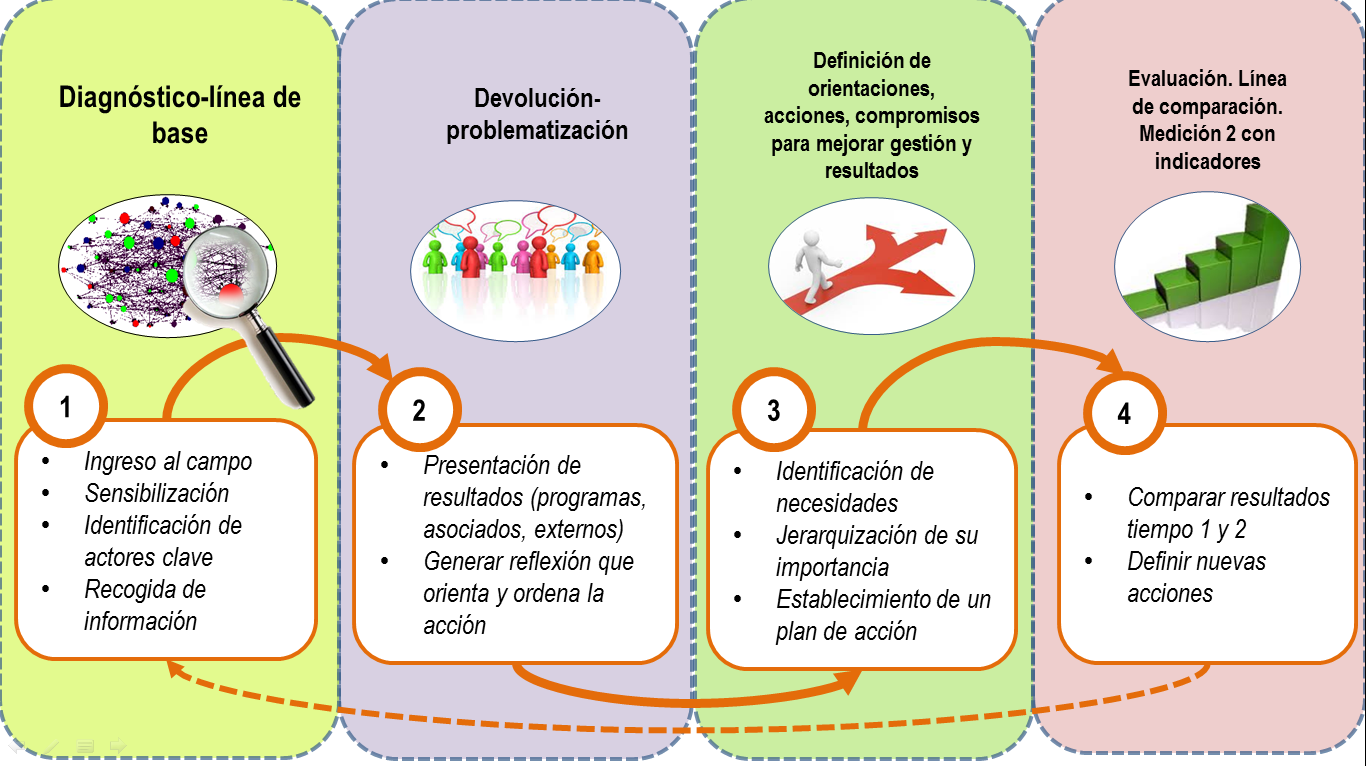 Diagnóstico-línea de
base
1
• Ingreso al campo
• Sensibilización
• Identificación de
actores clave
• Recogida de
información
Devolución-
problematización
2
• Presentación de
resultados (programas,
asociados, externos)
• Generar reflexión que
orienta y ordena la
acción
Definición de
orientaciones,
acciones, compromisos
para mejorar gestión y
resultados
3
• Identificación de
necesidades
• Jerarquización de su
importancia
• Establecimiento de un
plan de acción
Evaluación. Línea
de comparación.
Medición 2 con
indicadores
4
• Comparar resultados
tiempo 1 y 2
• Definir nuevas
acciones